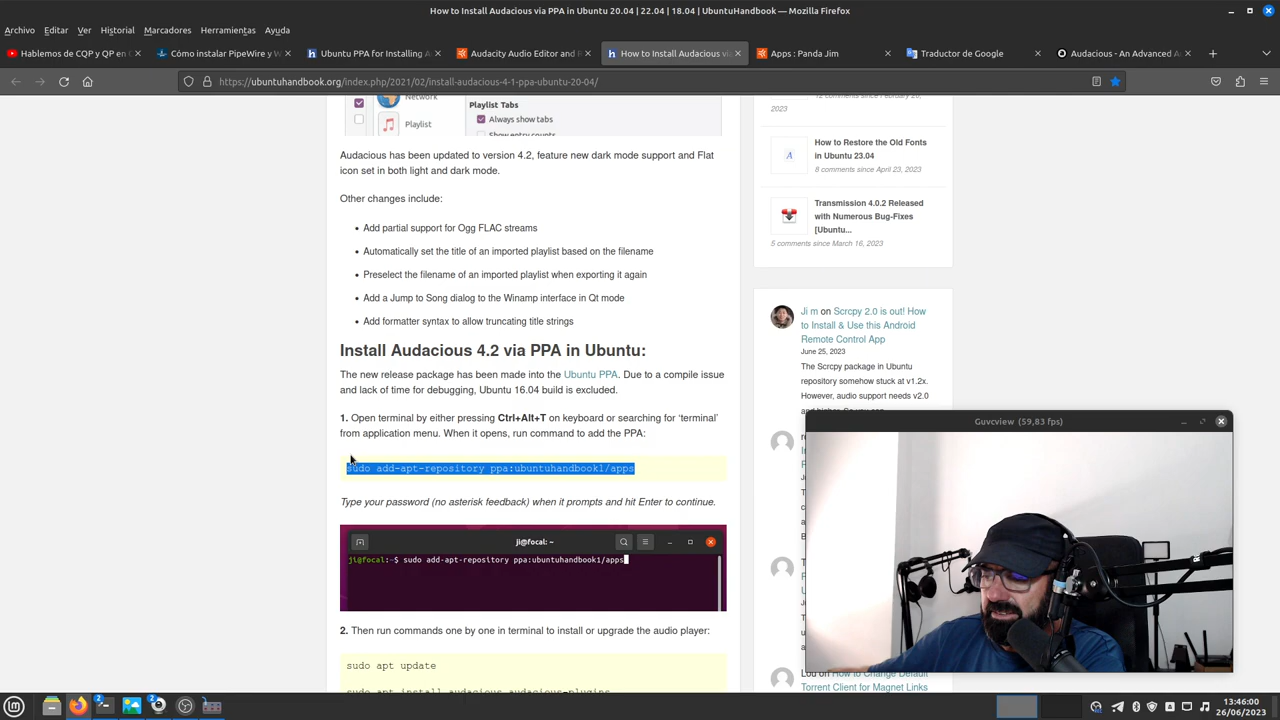 How to Install Audacious 4.2 via PPA in Ubuntu 20.04 | 22.04 | 18.04 | UbuntuHandbook — Mozilla Firefox
Archivo Editar Ver Historial Marcadores Herramientas Ayuda
Hablemos de CQP y QP en
Cómo instalar PipeWire y W
Ubuntu PPA for Installing A
Audacity Audio Editor and R
How to Install Audacious via
Apps : Panda Jim
Traductor de Google
Audacious - An Advanced A
https://ubuntuhandbook.org/index.php/2021/02/install-audacious-4-1-ppa-ubuntu-20-04/
Network
Playlist
Playlist Tabs
Always show tabs
Show entry counts
Audacious has been updated to version 4.2, feature new dark mode support and Flat
icon set in both light and dark mode.
Other changes include:
Add partial support for Ogg FLAC streams
Automatically set the title of an imported playlist based on the filename
Preselect the filename of an imported playlist when exporting it again
Add a Jump to Song dialog to the Winamp interface in Qt mode
Add formatter syntax to allow truncating title strings
Install Audacious 4.2 via PPA in Ubuntu:
The new release package has been made into the Ubuntu PPA. Due to a compile issue
and lack of time for debugging, Ubuntu 16.04 build is excluded.
1. Open terminal by either pressing Ctrl+Alt+T on keyboard or searching for ‘terminal’
from application menu. When it opens, run command to add the PPA:
sudo add-apt-repository ppa:ubuntuhandbook1/apps
Type your password (no asterisk feedback) when it prompts and hit Enter to continue.
ji@focal: ~
ji@focal:~$ sudo add-apt-repository ppa:ubuntuhandbook1/apps
2. Then run commands one by one in terminal to install or upgrade the audio player:
sudo apt update
sudo apt install audacious audacious-plugins
2023
How to Restore the Old Fonts
in Ubuntu 23.04
8 comments since April 23, 2023
Transmission 4.0.2 Released
with Numerous Bug-Fixes
[Ubuntu...
5 comments since March 16, 2023
Ji m on Scrcpy 2.0 is out! How
to Install & Use this Android
Remote Control App
June 25, 2023
The Scrcpy package in Ubuntu
repository somehow stuck at v1.2x.
However, audio support needs v2.0
Guvcview (59,83 fps)
Lou on How to Change Default
Torrent Client for Magnet Links
13:46:00
26/06/2023